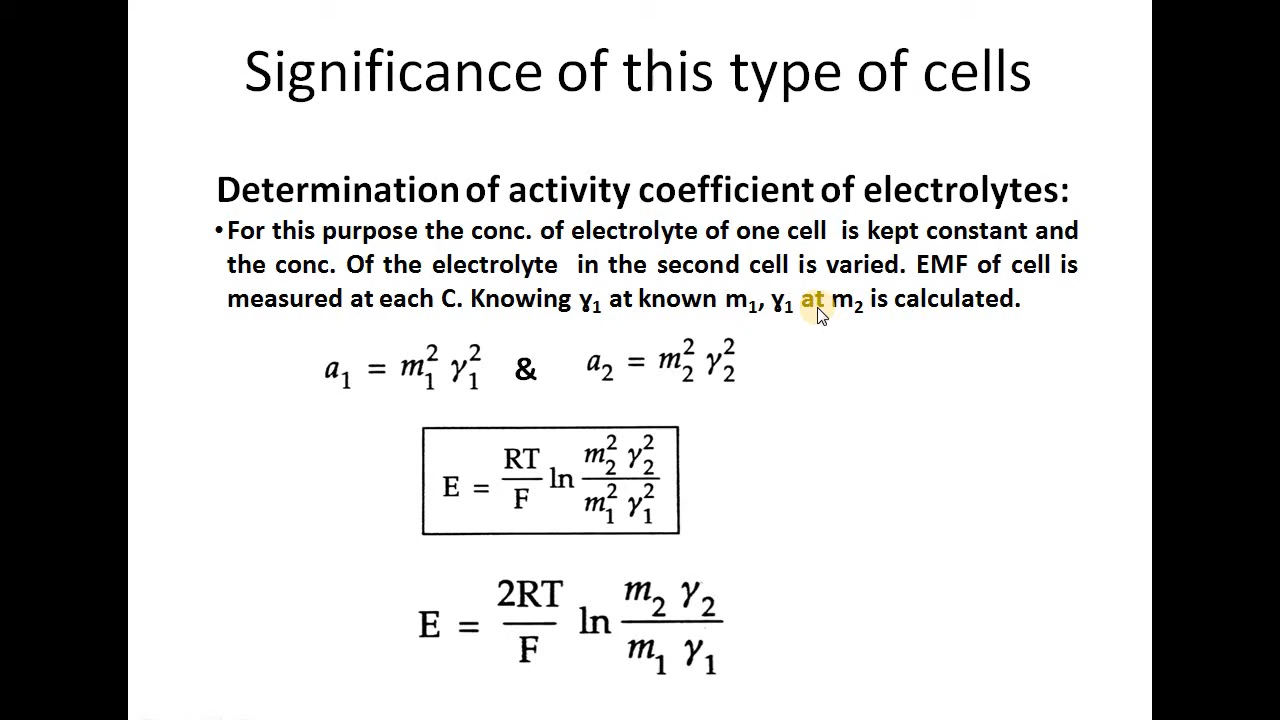 Significance of this type of cells
Determination of activity coefficient of electrolytes:
• For this purpose the conc. of electrolyte of one cell is kept constant and
the conc. Of the electrolyte in the second cell is varied. EMF of cell is
measured at each C. Knowing ɣ₁ at known m₁, ɣ₁ at m₂ is calculated.
a₁ = m₁² γ₁² & a₂ = m₂² γ₂²
E = RT/F ln m₂² γ₂² / m₁² γ₁²
E = 2RT/F ln m₂ γ₂ / m₁ γ₁